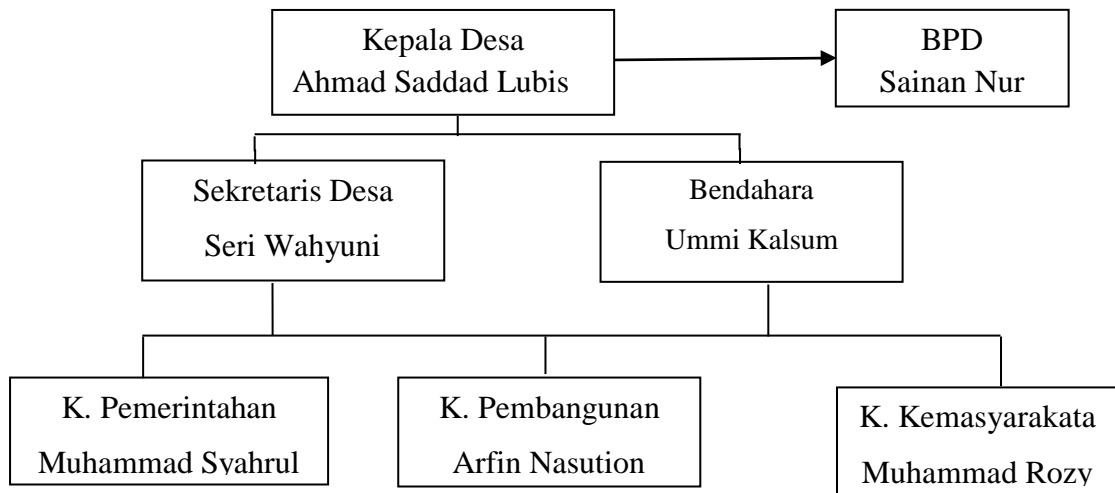 Kepala Desa
Ahmad Saddad Lubis
BPD
Sainan Nur
Sekretaris Desa
Seri Wahyuni
Bendahara
Ummi Kalsum
K. Pemerintahan
Muhammad Syahrul
K. Pembangunan
Arfin Nasution
K. Kemasyarakata
Muhammad Rozy